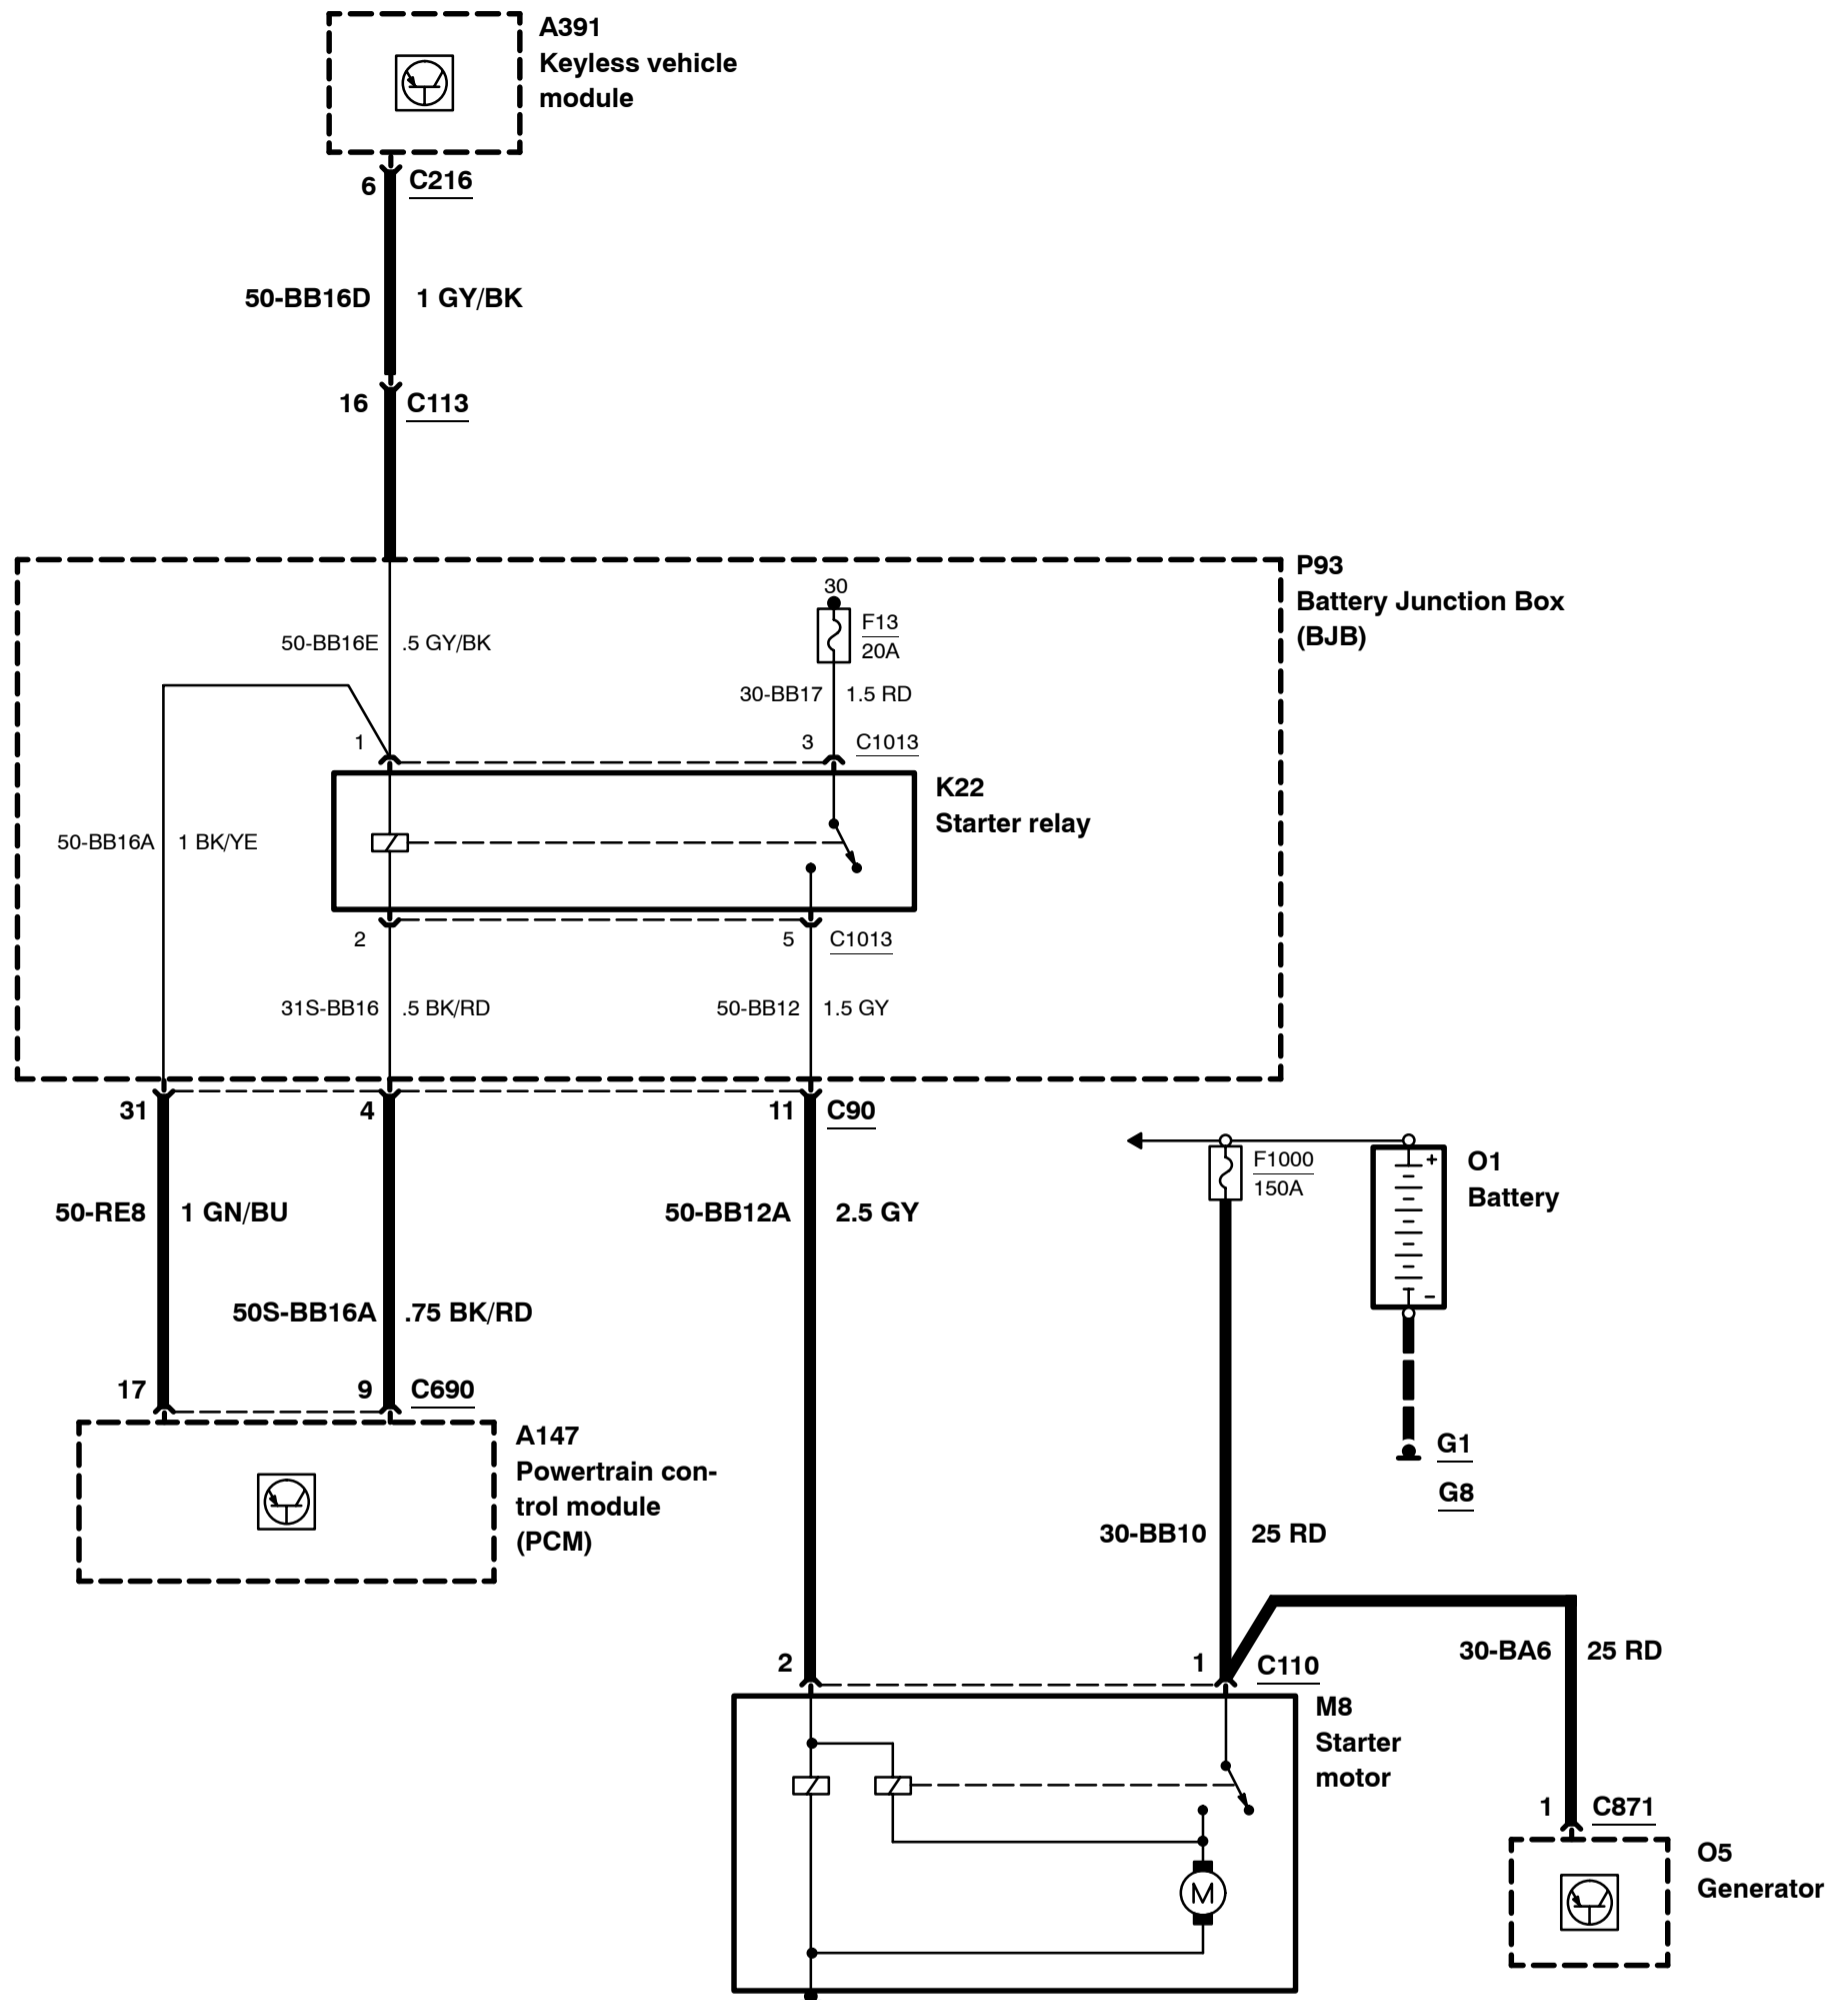 A391
Keyless vehicle
module
6 C216
50-BB16D 1 GY/BK
16 C113
P93
Battery Junction Box
(BJB)
30
F13
20A
50-BB16E .5 GY/BK
30-BB17 1.5 RD
1 3 C1013
K22
Starter relay
50-BB16A 1 BK/YE
2 5 C1013
31S-BB16 .5 BK/RD 50-BB12 1.5 GY
31 4 11 C90
F1000
150A
+
-
O1
Battery
50-RE8 1 GN/BU 50-BB12A 2.5 GY
50S-BB16A .75 BK/RD
17 9 C690
A147
Powertrain con-
trol module
(PCM)
G1
G8
30-BB10 25 RD
30-BA6 25 RD
2 1 C110
M8
Starter
motor
M
1 C871
O5
Generator